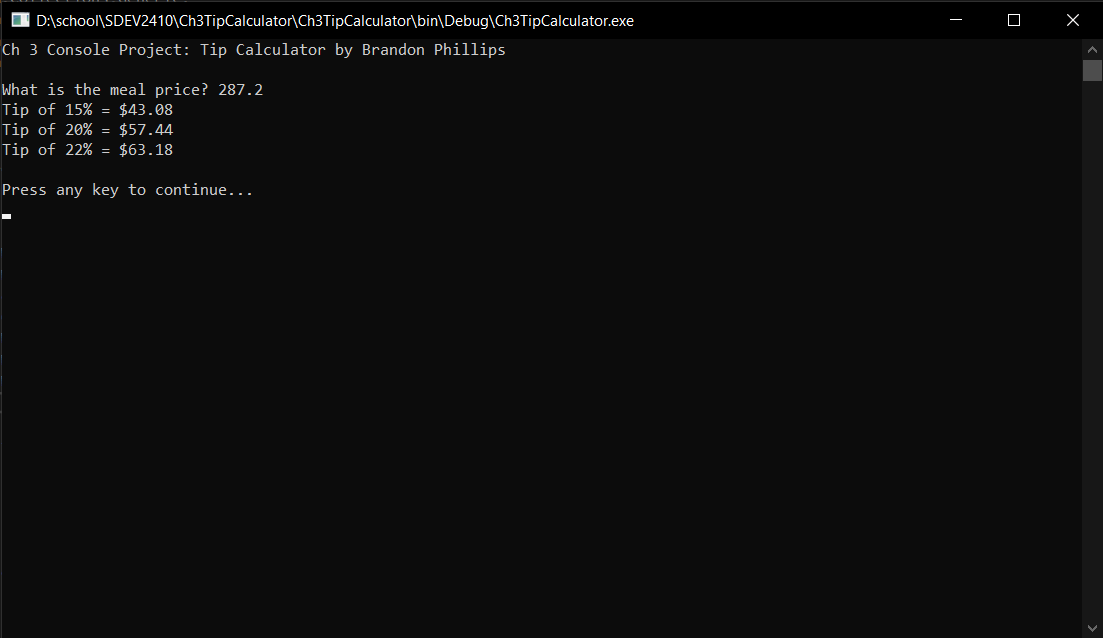 D:\school\SDEV2410\Ch3TipCalculator\Ch3TipCalculator\bin\Debug\Ch3TipCalculator.exe
Ch 3 Console Project: Tip Calculator by Brandon Phillips
What is the meal price? 287.2
Tip of 15% = $43.08
Tip of 20% = $57.44
Tip of 22% = $63.18
Press any key to continue...